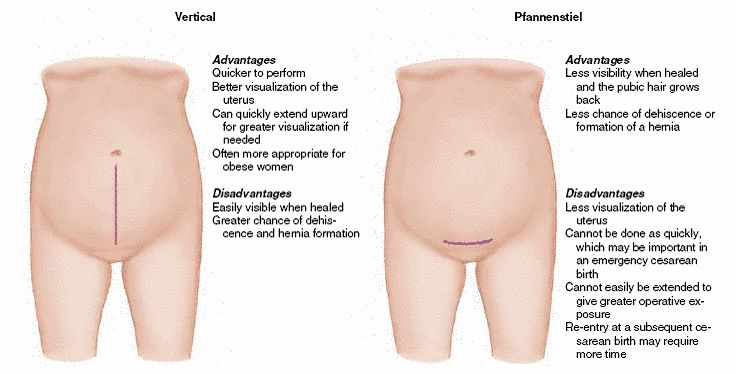 Vertical
Advantages
Quicker to perform
Better visualization of the
uterus
Can quickly extend upward
for greater visualization if
needed
Often more appropriate for
obese women
Disadvantages
Easily visible when healed
Greater chance of dehis-
cence and hernia formation
Pfannenstiel
Advantages
Less visibility when healed
and the pubic hair grows
back
Less chance of dehiscence or
formation of a hernia
Disadvantages
Less visualization of the
uterus
Cannot be done as quickly,
which may be important in
an emergency cesarean
birth
Cannot easily be extended to
give greater operative ex-
posure
Re-entry at a subsequent ce-
sarean birth may require
more time